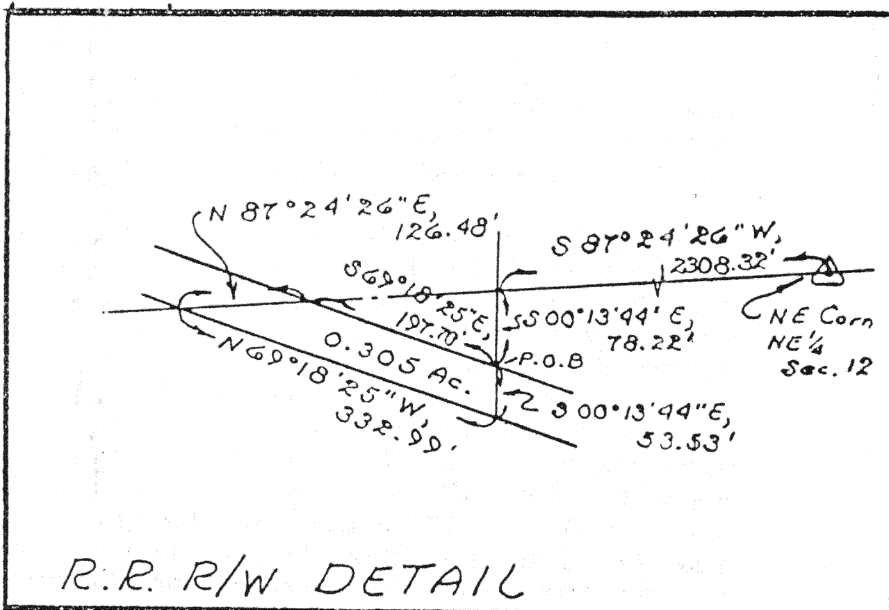 N 87°24'26"E,
126.48'
S 87°24'26"W,
2308.32'
S69°18'25"E,
197.70'
S00°13'44' E,
78.22'
NE Corn
NE¼
Sec. 12
P.O.B
0.305 Ac.
N69°18'25"W,
332.99'
S 00°13'44"E,
53.53'
R.R. R/W DETAIL